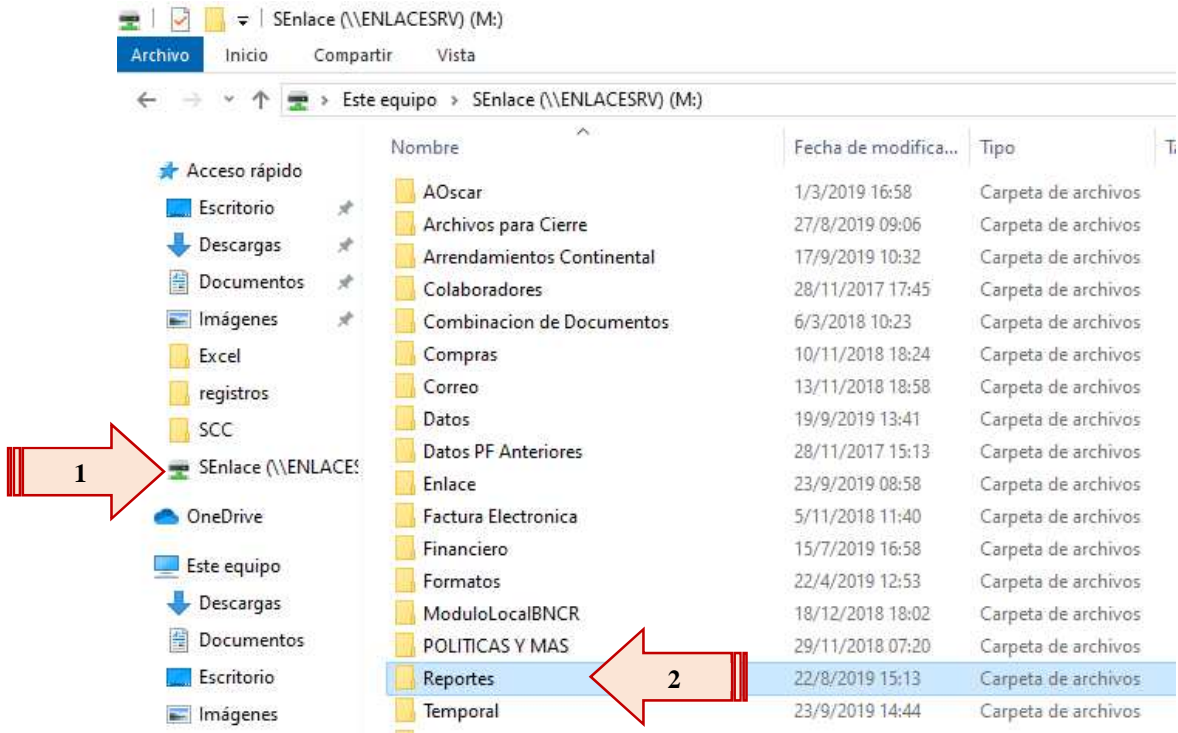 SEnlace (\\ENLACESRV) (M:)
Archivo Inicio Compartir Vista
Este equipo > SEnlace (\\ENLACESRV) (M:)
Nombre Fecha de modifica... Tipo
Acceso rápido
Escritorio
Descargas
Documentos
Imágenes
Excel
registros
SCC
SEnlace (\\ENLACES
OneDrive
Este equipo
Descargas
Documentos
Escritorio
Imágenes
1
AOscar 1/3/2019 16:58 Carpeta de archivos
Archivos para Cierre 27/8/2019 09:06 Carpeta de archivos
Arrendamientos Continental 17/9/2019 10:32 Carpeta de archivos
Colaboradores 28/11/2017 17:45 Carpeta de archivos
Combinacion de Documentos 6/3/2018 10:23 Carpeta de archivos
Compras 10/11/2018 18:24 Carpeta de archivos
Correo 13/11/2018 18:58 Carpeta de archivos
Datos 19/9/2019 13:41 Carpeta de archivos
Datos PF Anteriores 28/11/2017 15:13 Carpeta de archivos
Enlace 23/9/2019 08:58 Carpeta de archivos
Factura Electronica 5/11/2018 11:40 Carpeta de archivos
Financiero 15/7/2019 16:58 Carpeta de archivos
Formatos 22/4/2019 12:53 Carpeta de archivos
ModuloLocalBNCR 18/12/2018 18:02 Carpeta de archivos
POLITICAS Y MAS 29/11/2018 07:20 Carpeta de archivos
Reportes 2 22/8/2019 15:13 Carpeta de archivos
Temporal 23/9/2019 14:44 Carpeta de archivos